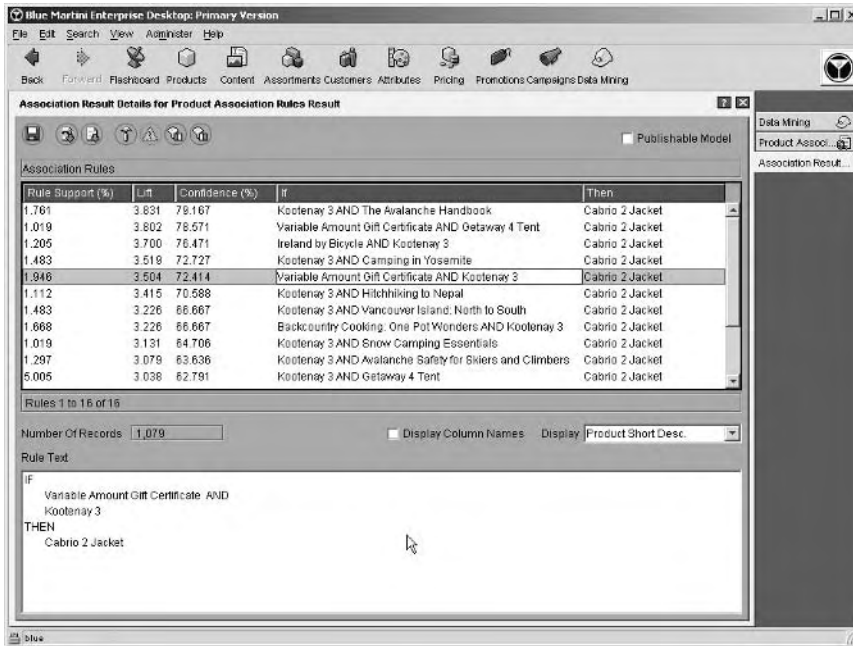 Blue Martini Enterprise Desktop: Primary Version
File Edit Search View Administer Help
Back Forward Flashboard Products Content Assortments Customers Attributes Pricing Promotions Campaigns Data Mining
Association Result Details for Product Association Rules Result
Publishable Model
Data Mining
Product Associ...
Association Result...
Association Rules
Rule Support (%) Lift Confidence (%) If Then
1.761 3.831 79.167 Kootenay 3 AND The Avalanche Handbook Cabrio 2 Jacket
1.019 3.802 78.571 Variable Amount Gift Certificate AND Getaway 4 Tent Cabrio 2 Jacket
1.205 3.700 76.471 Ireland by Bicycle AND Kootenay 3 Cabrio 2 Jacket
1.483 3.519 72.727 Kootenay 3 AND Camping in Yosemite Cabrio 2 Jacket
1.946 3.504 72.414 Variable Amount Gift Certificate AND Kootenay 3 Cabrio 2 Jacket
1.112 3.415 70.588 Kootenay 3 AND Hitchhiking to Nepal Cabrio 2 Jacket
1.483 3.226 66.667 Kootenay 3 AND Vancouver Island: North to South Cabrio 2 Jacket
1.668 3.226 66.667 Backcountry Cooking: One Pot Wonders AND Kootenay 3 Cabrio 2 Jacket
1.019 3.131 64.706 Kootenay 3 AND Snow Camping Essentials Cabrio 2 Jacket
1.297 3.079 63.636 Kootenay 3 AND Avalanche Safety for Skiers and Climbers Cabrio 2 Jacket
5.005 3.038 62.791 Kootenay 3 AND Getaway 4 Tent Cabrio 2 Jacket
Rules 1 to 16 of 16
Number Of Records 1,079 Display Column Names Display Product Short Desc.
Rule Text
IF
Variable Amount Gift Certificate AND
Kootenay 3
THEN
Cabrio 2 Jacket
blue